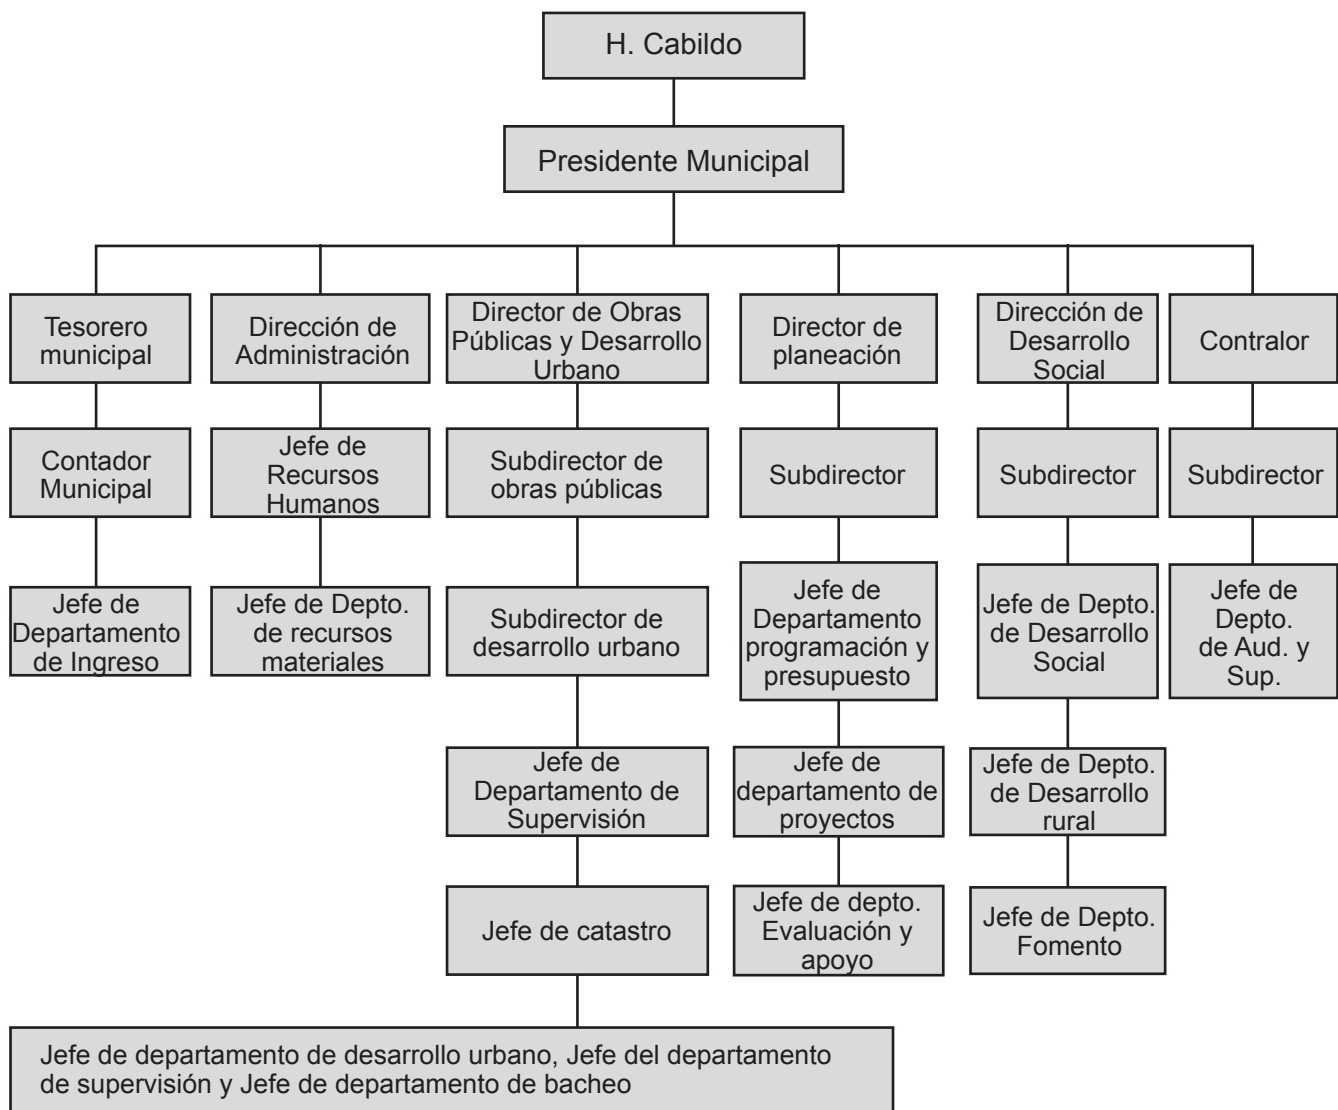 H. Cabildo
Presidente Municipal
Tesorero
municipal
Dirección de
Administración
Director de Obras
Públicas y Desarrollo
Urbano
Director de
planeación
Dirección de
Desarrollo
Social
Contralor
Contador
Municipal
Jefe de
Recursos
Humanos
Subdirector de
obras públicas
Subdirector
Subdirector
Subdirector
Jefe de
Departamento
de Ingreso
Jefe de Depto.
de recursos
materiales
Subdirector de
desarrollo urbano
Jefe de
Departamento
programación y
presupuesto
Jefe de Depto.
de Desarrollo
Social
Jefe de
Depto.
de Aud. y
Sup.
Jefe de
Departamento de
Supervisión
Jefe de
departamento de
proyectos
Jefe de Depto.
de Desarrollo
rural
Jefe de catastro
Jefe de depto.
Evaluación y
apoyo
Jefe de Depto.
Fomento
Jefe de departamento de desarrollo urbano, Jefe del departamento
de supervisión y Jefe de departamento de bacheo